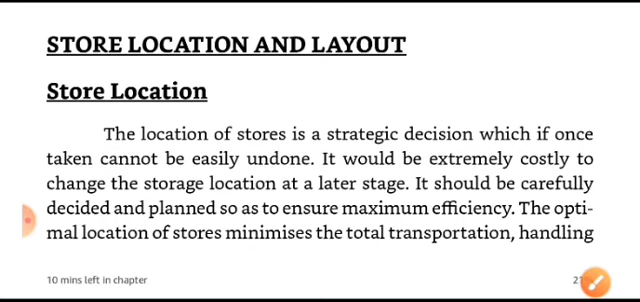 STORE LOCATION AND LAYOUT
Store Location
The location of stores is a strategic decision which if once
taken cannot be easily undone. It would be extremely costly to
change the storage location at a later stage. It should be carefully
decided and planned so as to ensure maximum efficiency. The opti-
mal location of stores minimises the total transportation, handling
10 mins left in chapter